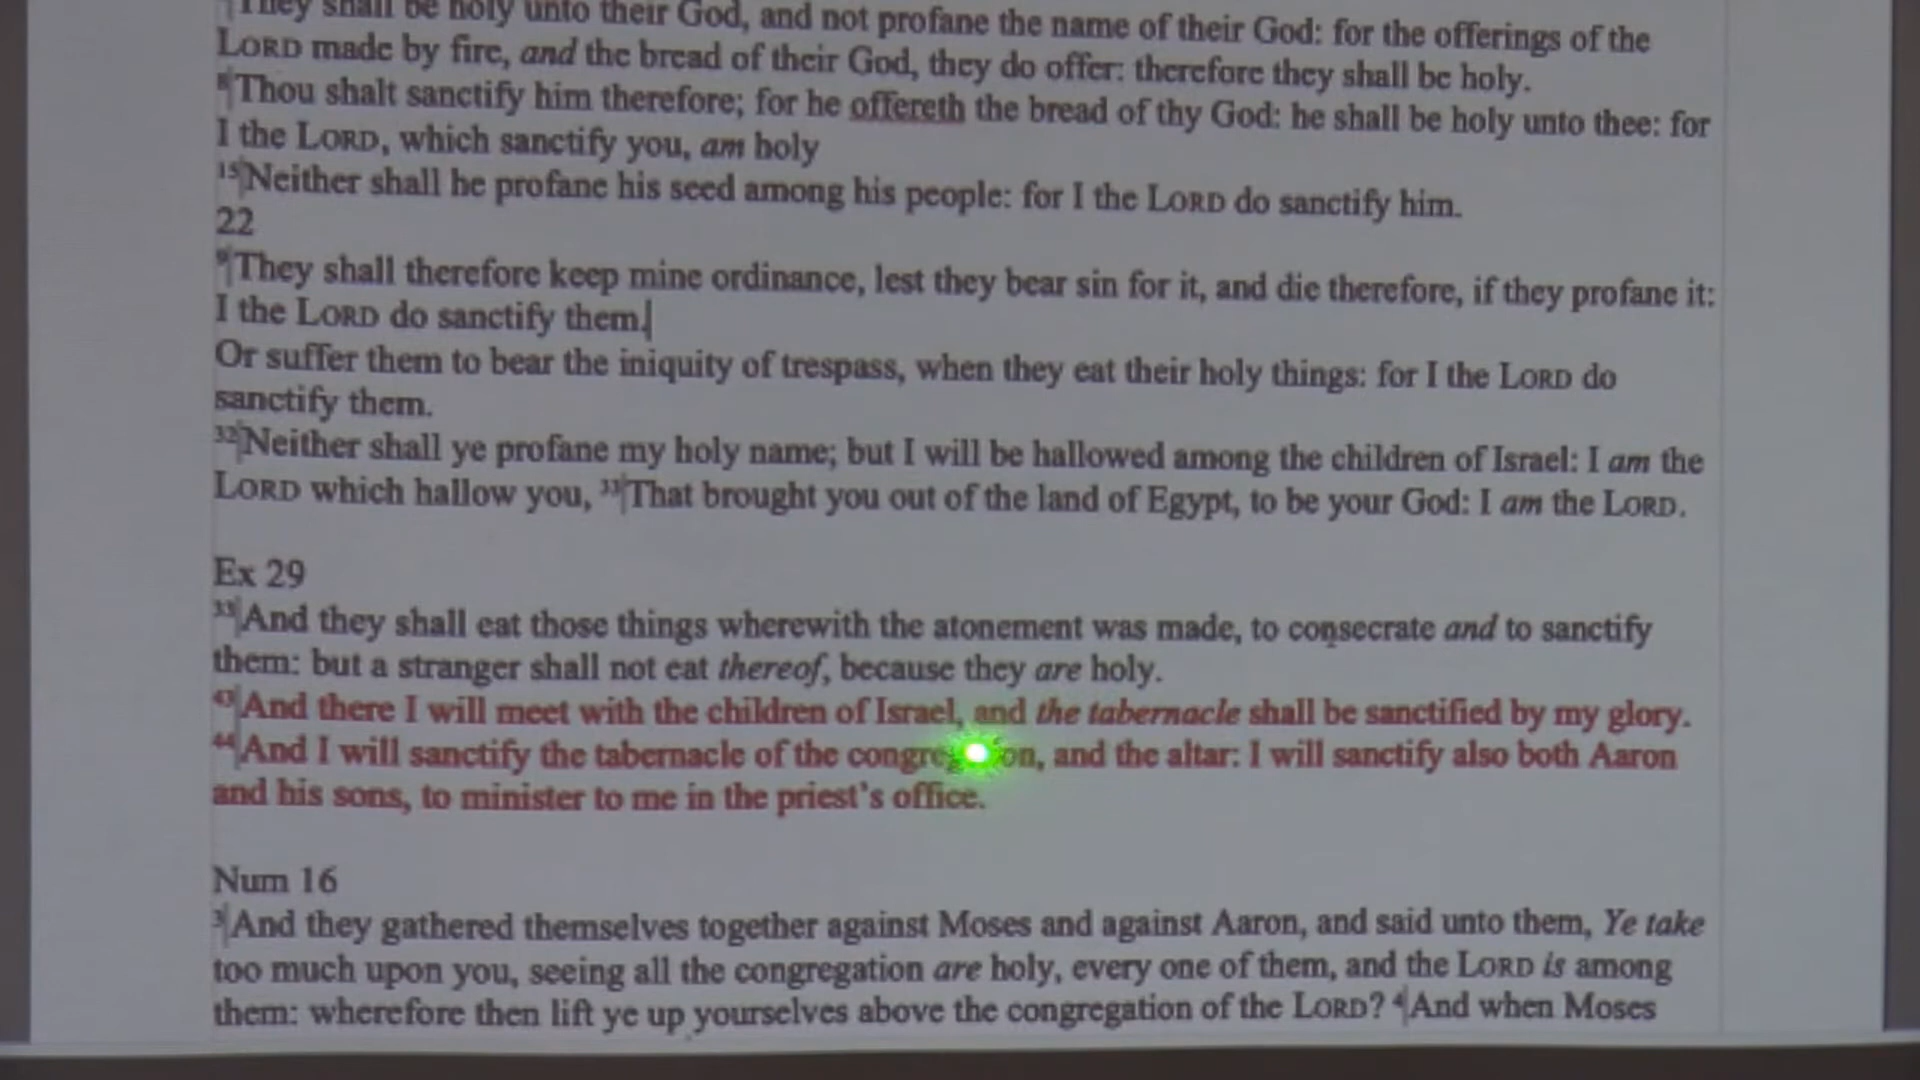 They shall be holy unto their God, and not profane the name of their God: for the offerings of the
LORD made by fire, and the bread of their God, they do offer: therefore they shall be holy.
8 Thou shalt sanctify him therefore; for he offereth the bread of thy God: he shall be holy unto thee: for
I the LORD, which sanctify you, am holy
15 Neither shall he profane his seed among his people: for I the LORD do sanctify him.
22
9 They shall therefore keep mine ordinance, lest they bear sin for it, and die therefore, if they profane it:
I the LORD do sanctify them.
Or suffer them to bear the iniquity of trespass, when they eat their holy things: for I the LORD do
sanctify them.
32 Neither shall ye profane my holy name; but I will be hallowed among the children of Israel: I am the
LORD which hallow you, 33 That brought you out of the land of Egypt, to be your God: I am the LORD.
Ex 29
33 And they shall eat those things wherewith the atonement was made, to consecrate and to sanctify
them: but a stranger shall not eat thereof, because they are holy.
43 And there I will meet with the children of Israel, and the tabernacle shall be sanctified by my glory.
44 And I will sanctify the tabernacle of the congregation, and the altar: I will sanctify also both Aaron
and his sons, to minister to me in the priest's office.
Num 16
3 And they gathered themselves together against Moses and against Aaron, and said unto them, Ye take
too much upon you, seeing all the congregation are holy, every one of them, and the LORD is among
them: wherefore then lift ye up yourselves above the congregation of the LORD? 4 And when Moses